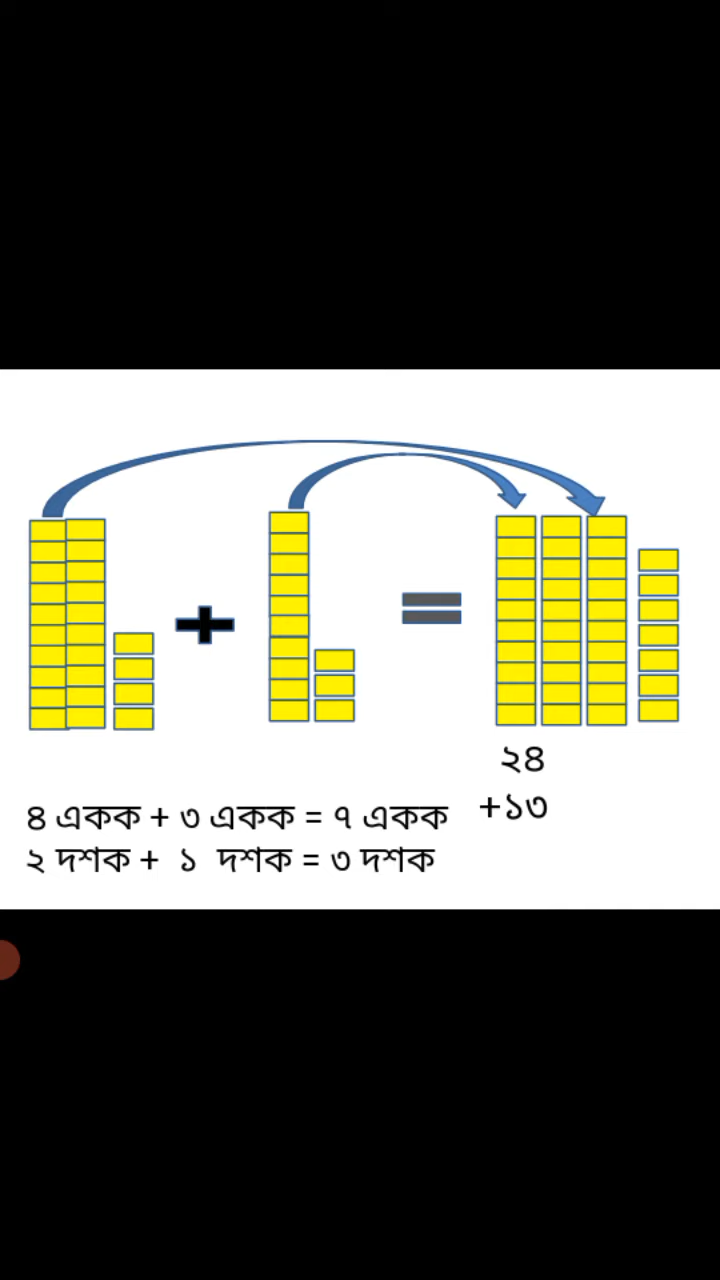 ২৪
+১৩
৪ একক + ৩ একক = ৭ একক
২ দশক + ১ দশক = ৩ দশক